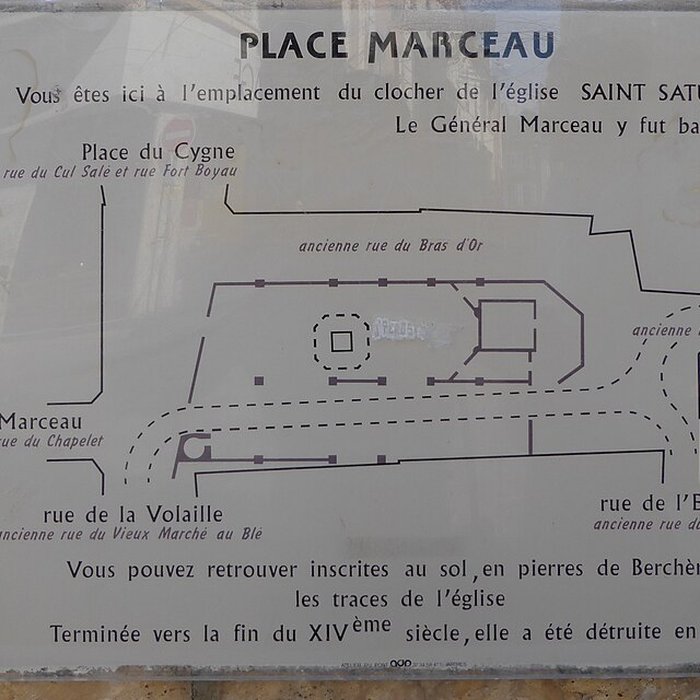 PLACE MARCEAU
Vous êtes ici à l'emplacement du clocher de l'église SAINT SATU
Le Général Marceau y fut ba
Place du Cygne
rue du Cul Salé et rue Fort Boyau
ancienne rue du Bras d'Or
ancienne
Marceau
rue du Chapelet
rue de la Volaille
ancienne rue du Vieux Marché au Blé
rue de l'E
ancienne rue du
Vous pouvez retrouver inscrites au sol, en pierres de Berchèr
les traces de l'église
Terminée vers la fin du XIVème siècle, elle a été détruite en